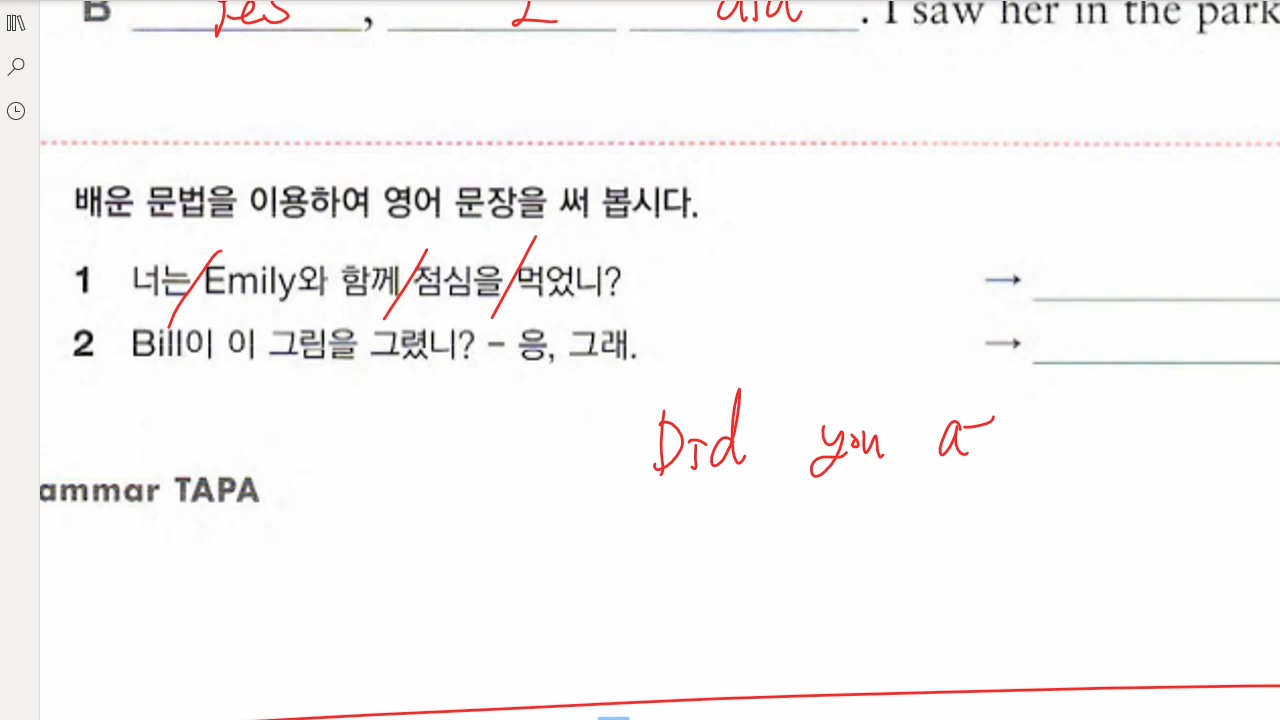 B yes, I did. I saw her in the park
배운 문법을 이용하여 영어 문장을 써 봅시다.
1 너는 Emily와 함께 점심을 먹었니? →
2 Bill이 이 그림을 그렸니? - 응, 그래. →
Did you a
ammar TAPA